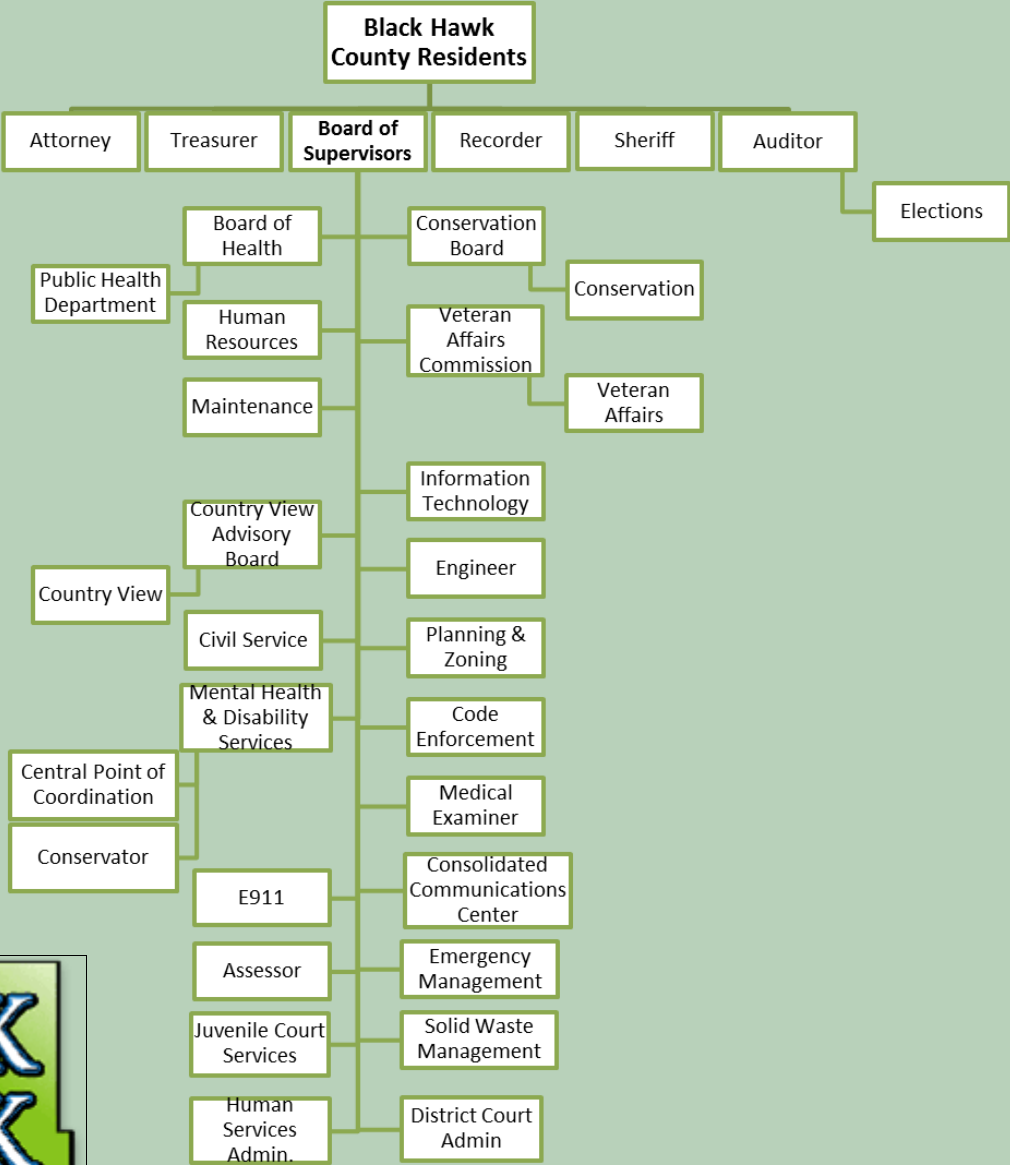 Black Hawk
County Residents
Attorney
Treasurer
Board of
Supervisors
Recorder
Sheriff
Auditor
Elections
Board of
Health
Conservation
Board
Public Health
Department
Conservation
Human
Resources
Veteran
Affairs
Commission
Maintenance
Veteran
Affairs
Information
Technology
Country View
Advisory
Board
Engineer
Country View
Civil Service
Planning &
Zoning
Mental Health
& Disability
Services
Code
Enforcement
Central Point of
Coordination
Medical
Examiner
Conservator
E911
Consolidated
Communications
Center
Assessor
Emergency
Management
Juvenile Court
Services
Solid Waste
Management
Human
Services
Admin.
District Court
Admin
K
K